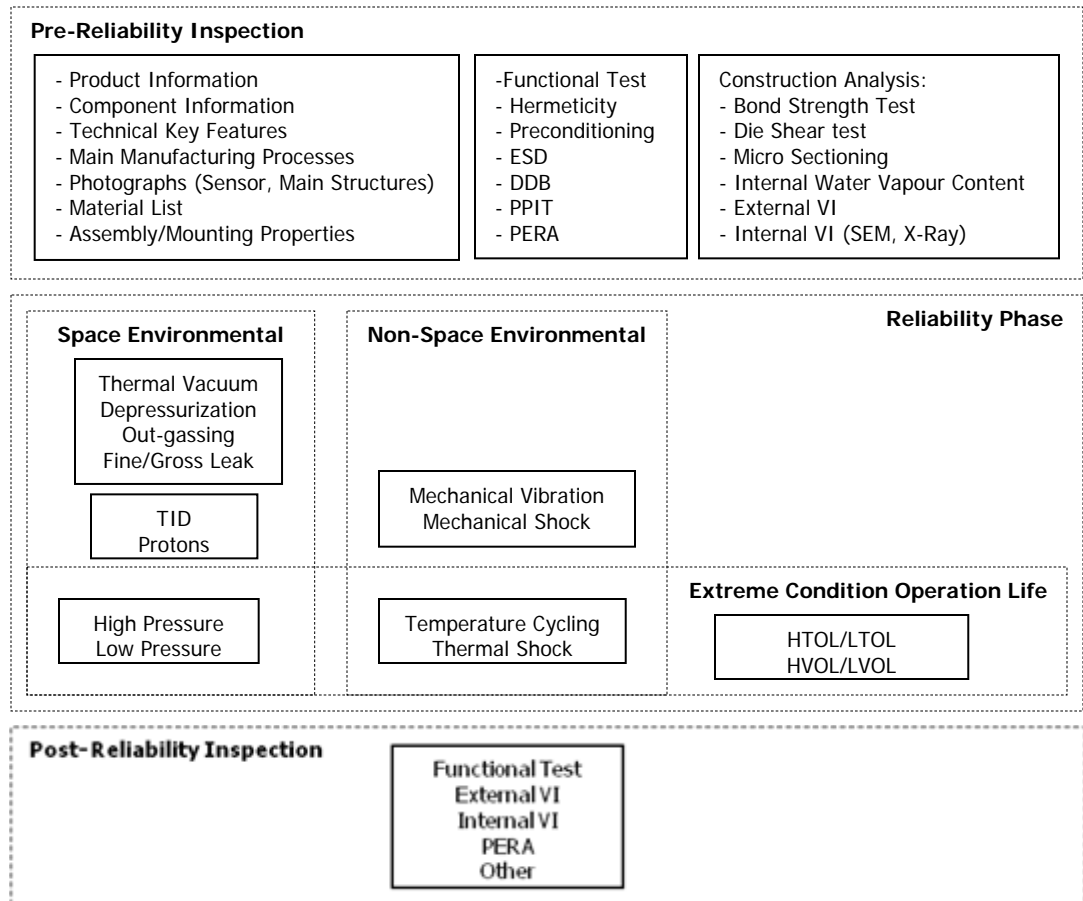 Pre-Reliability Inspection
- Product Information
- Component Information
- Technical Key Features
- Main Manufacturing Processes
- Photographs (Sensor, Main Structures)
- Material List
- Assembly/Mounting Properties
-Functional Test
- Hermeticity
- Preconditioning
- ESD
- DDB
- PPIT
- PERA
Construction Analysis:
- Bond Strength Test
- Die Shear test
- Micro Sectioning
- Internal Water Vapour Content
- External VI
- Internal VI (SEM, X-Ray)
Reliability Phase
Space Environmental
Thermal Vacuum
Depressurization
Out-gassing
Fine/Gross Leak
TID
Protons
High Pressure
Low Pressure
Non-Space Environmental
Mechanical Vibration
Mechanical Shock
Temperature Cycling
Thermal Shock
Extreme Condition Operation Life
HTOL/LTOL
HVOL/LVOL
Post-Reliability Inspection
Functional Test
External VI
Internal VI
PERA
Other